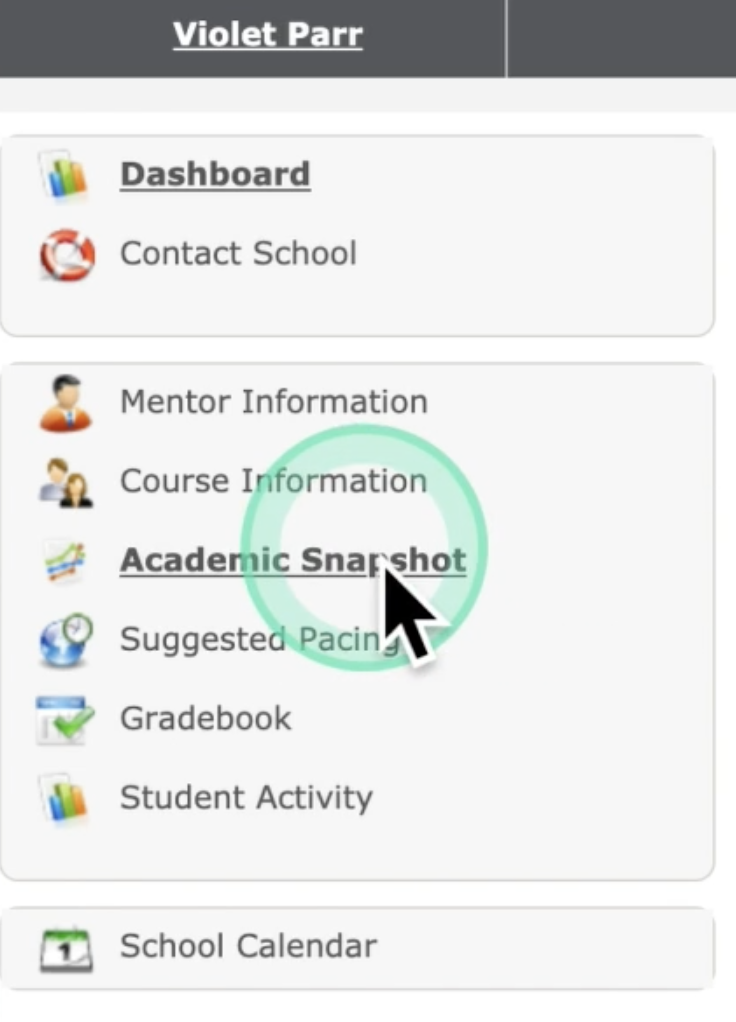 Violet Parr
Dashboard
Contact School
Mentor Information
Course Information
Academic Snapshot
Suggested Pacing
Gradebook
Student Activity
1
School Calendar